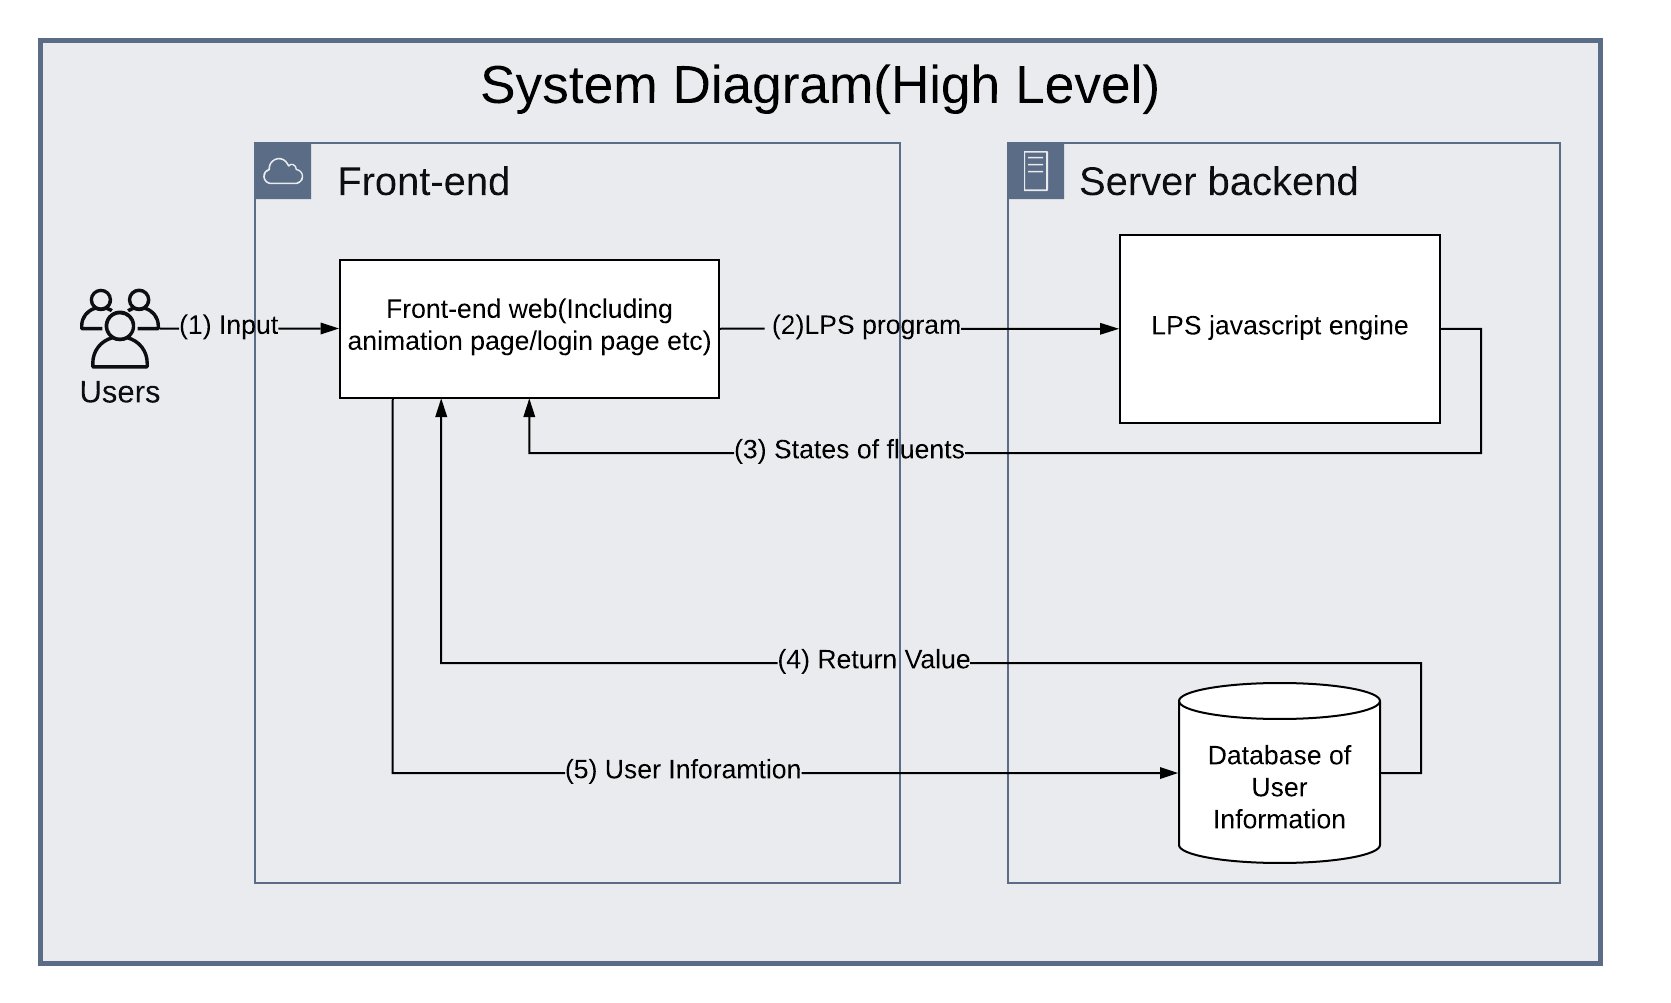 System Diagram(High Level)
Front-end
Server backend
Front-end web(Including
animation page/login page etc)
LPS javascript engine
(1) Input
(2)LPS program
Users
(3) States of fluents
(4) Return Value
(5) User Inforamtion
Database of
User
Information